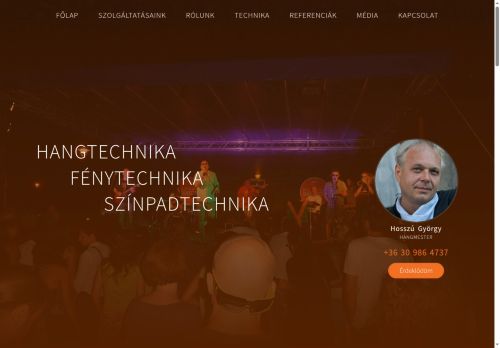 FŐLAP SZOLGÁLTATÁSAINK RÓLUNK TECHNIKA REFERENCIÁK MÉDIA KAPCSOLAT
HANGTECHNIKA
FÉNYTECHNIKA
SZÍNPADTECHNIKA
Hosszú György
HANGMESTER
+36 30 986 4737
Érdeklődöm